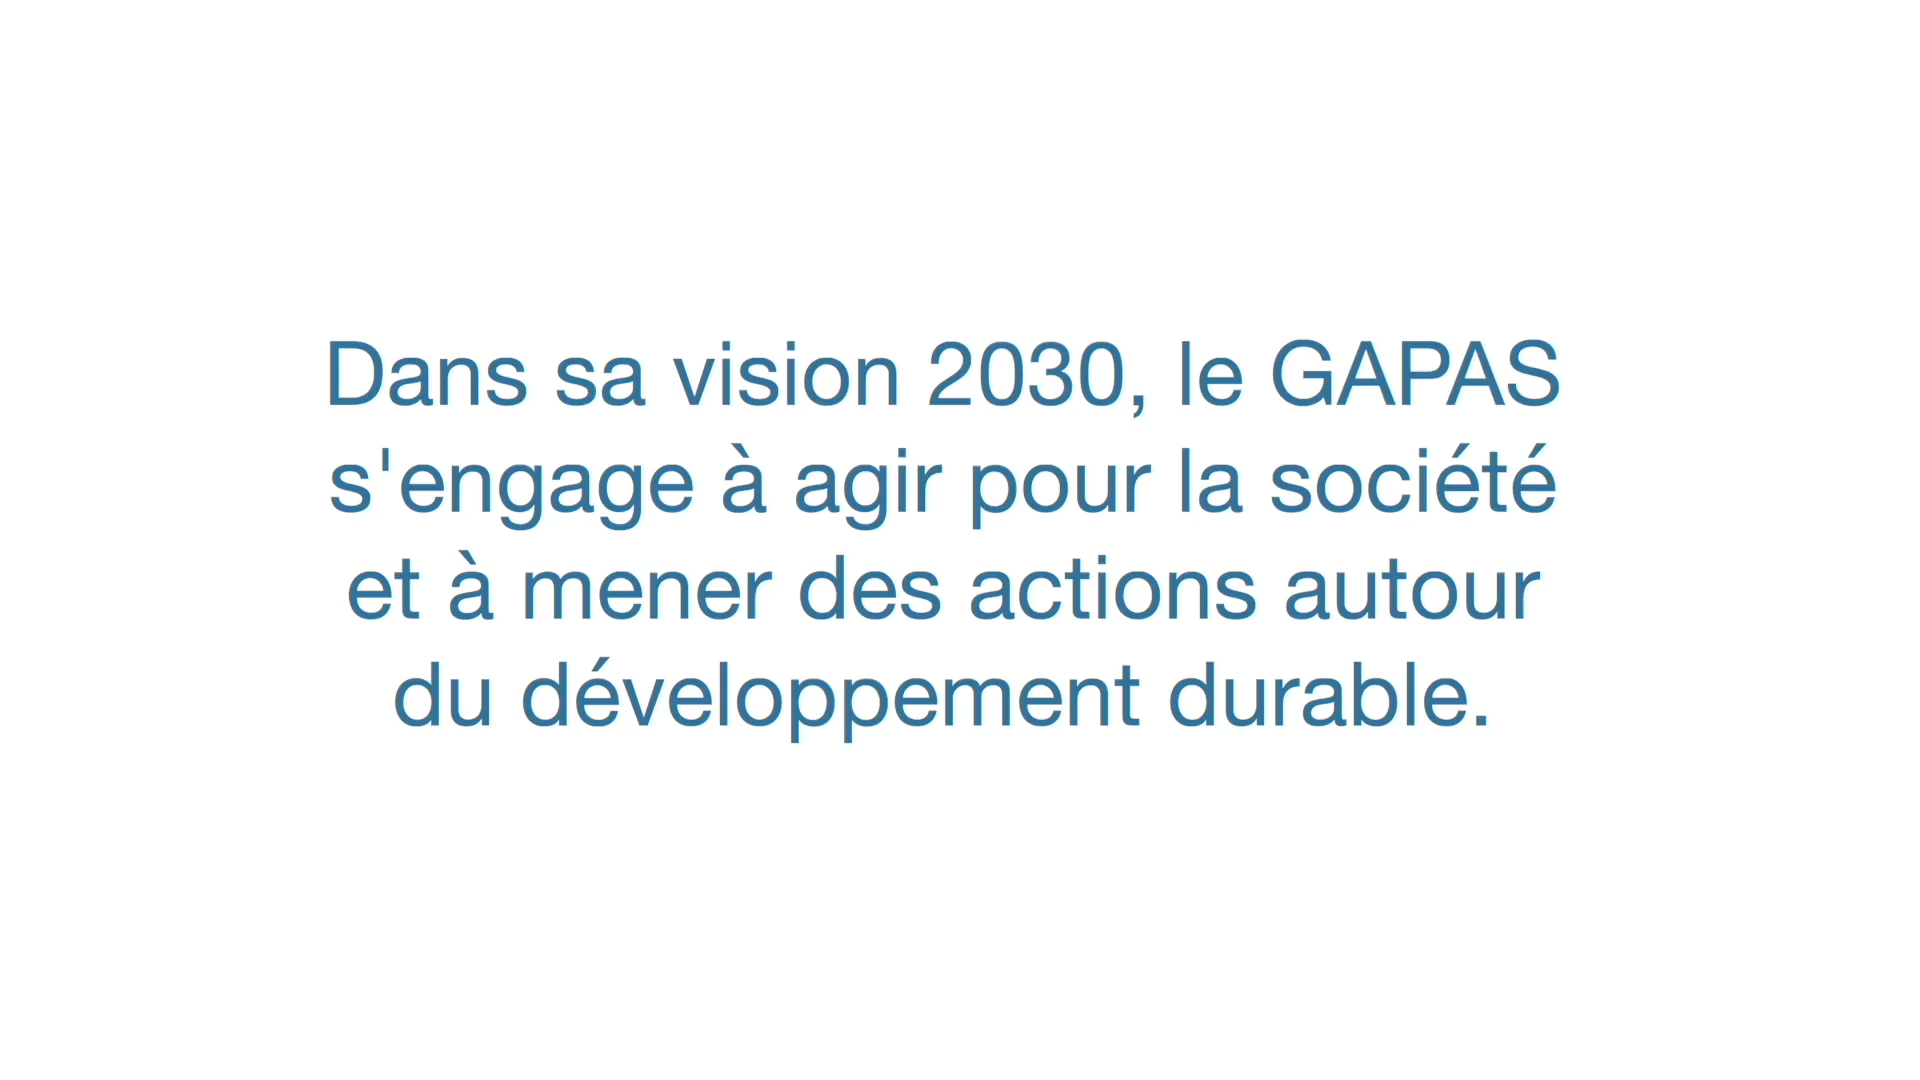 Dans sa vision 2030, le GAPAS
s'engage à agir pour la société
et à mener des actions autour
du développement durable.